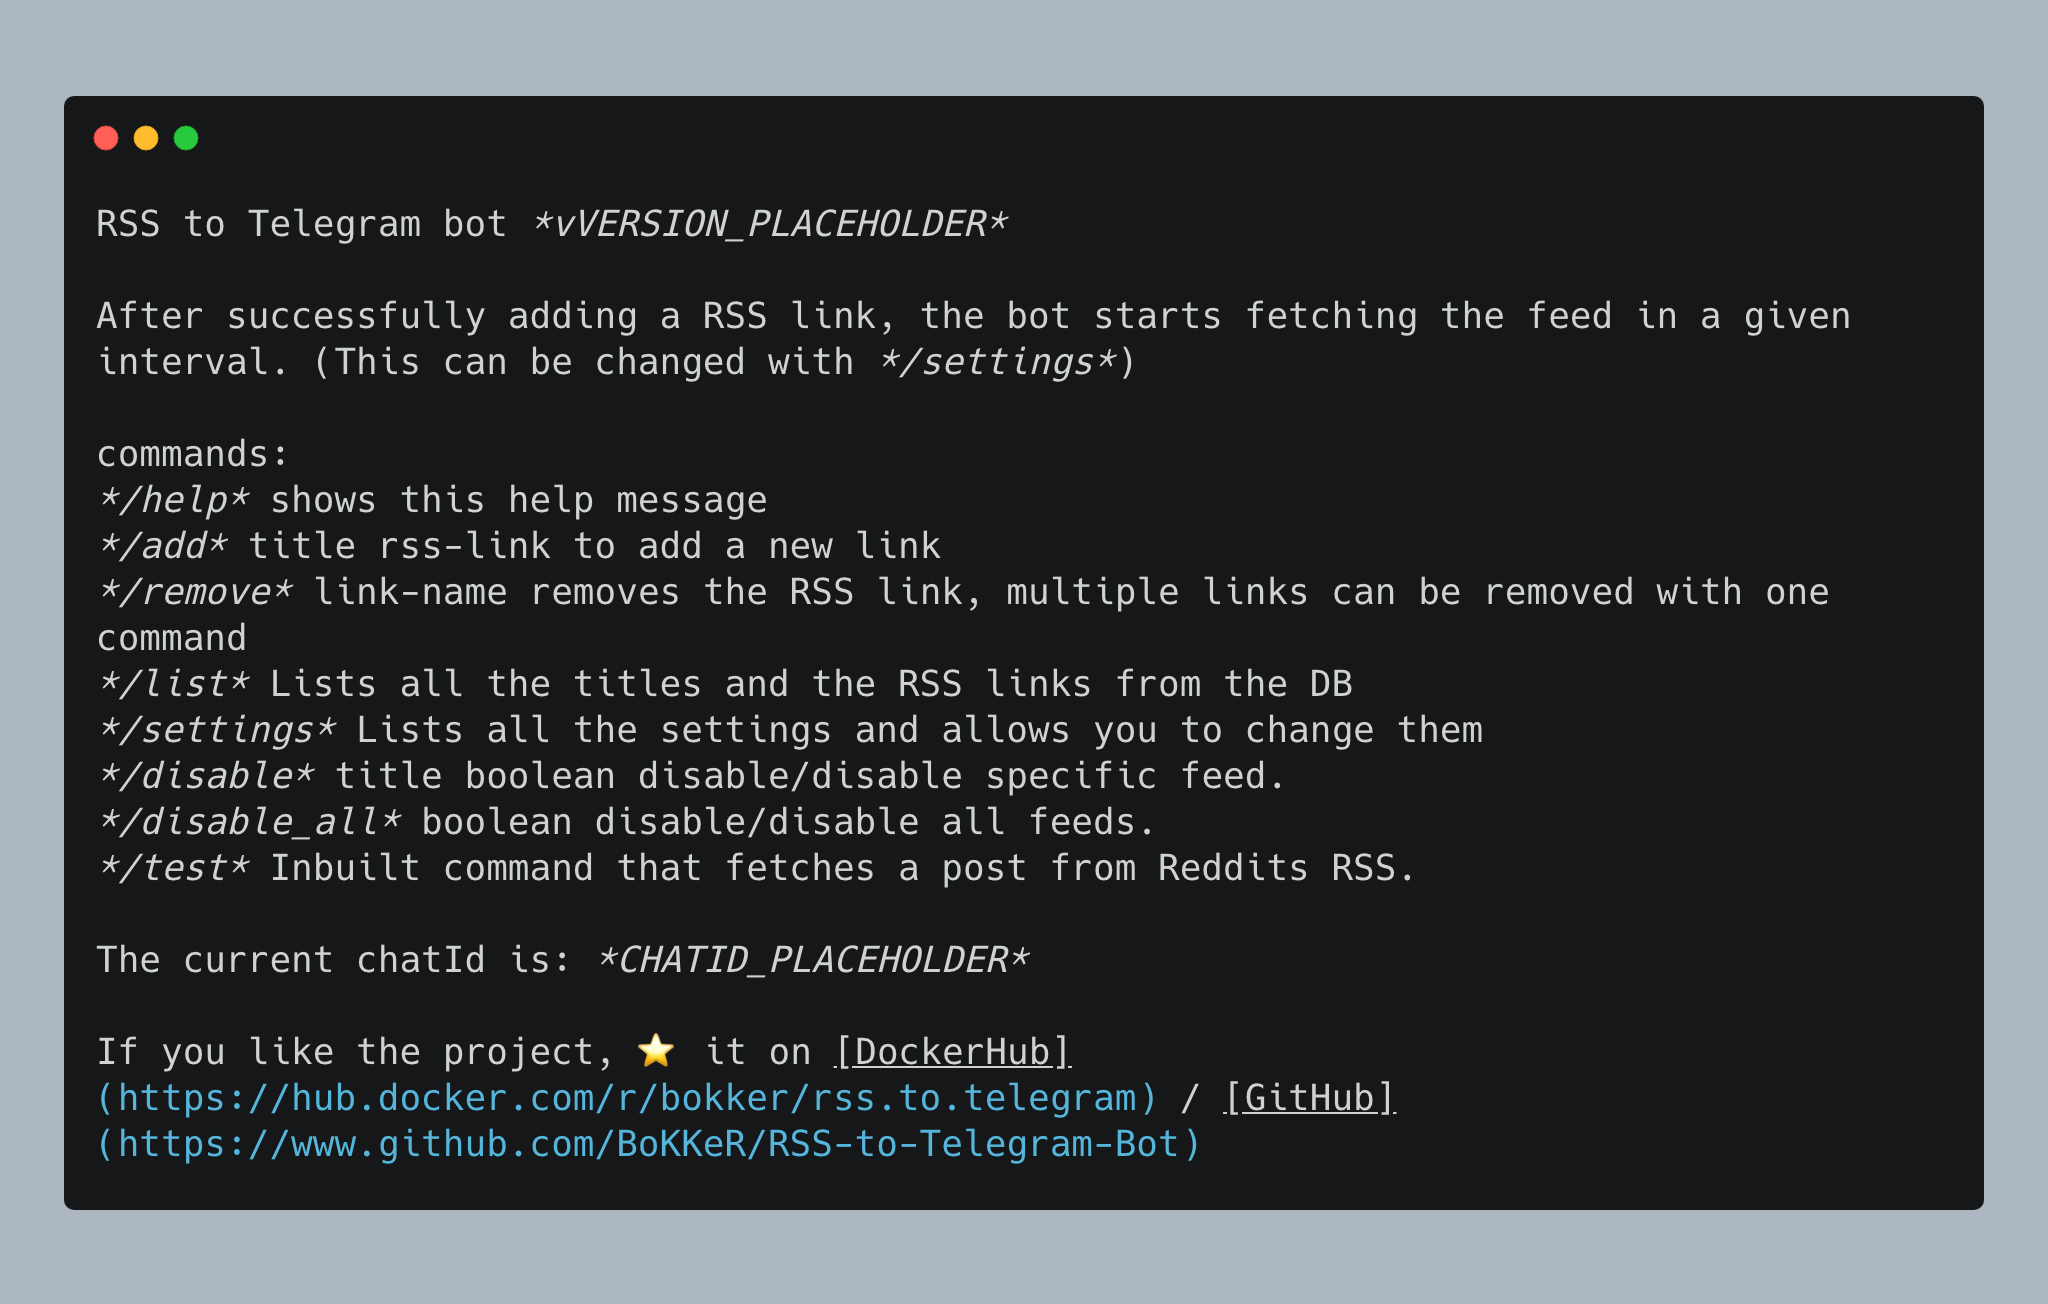 RSS to Telegram bot *vVERSION_PLACEHOLDER*
After successfully adding a RSS link, the bot starts fetching the feed in a given
interval. (This can be changed with */settings*)
commands:
*/help* shows this help message
*/add* title rss-link to add a new link
*/remove* link-name removes the RSS link, multiple links can be removed with one
command
*/list* Lists all the titles and the RSS links from the DB
*/settings* Lists all the settings and allows you to change them
*/disable* title boolean disable/disable specific feed.
*/disable_all* boolean disable/disable all feeds.
*/test* Inbuilt command that fetches a post from Reddits RSS.
The current chatId is: *CHATID_PLACEHOLDER*
If you like the project, ⭐ it on [DockerHub]
(https://hub.docker.com/r/bokker/rss.to.telegram) / [GitHub]
(https://www.github.com/BoKKeR/RSS-to-Telegram-Bot)